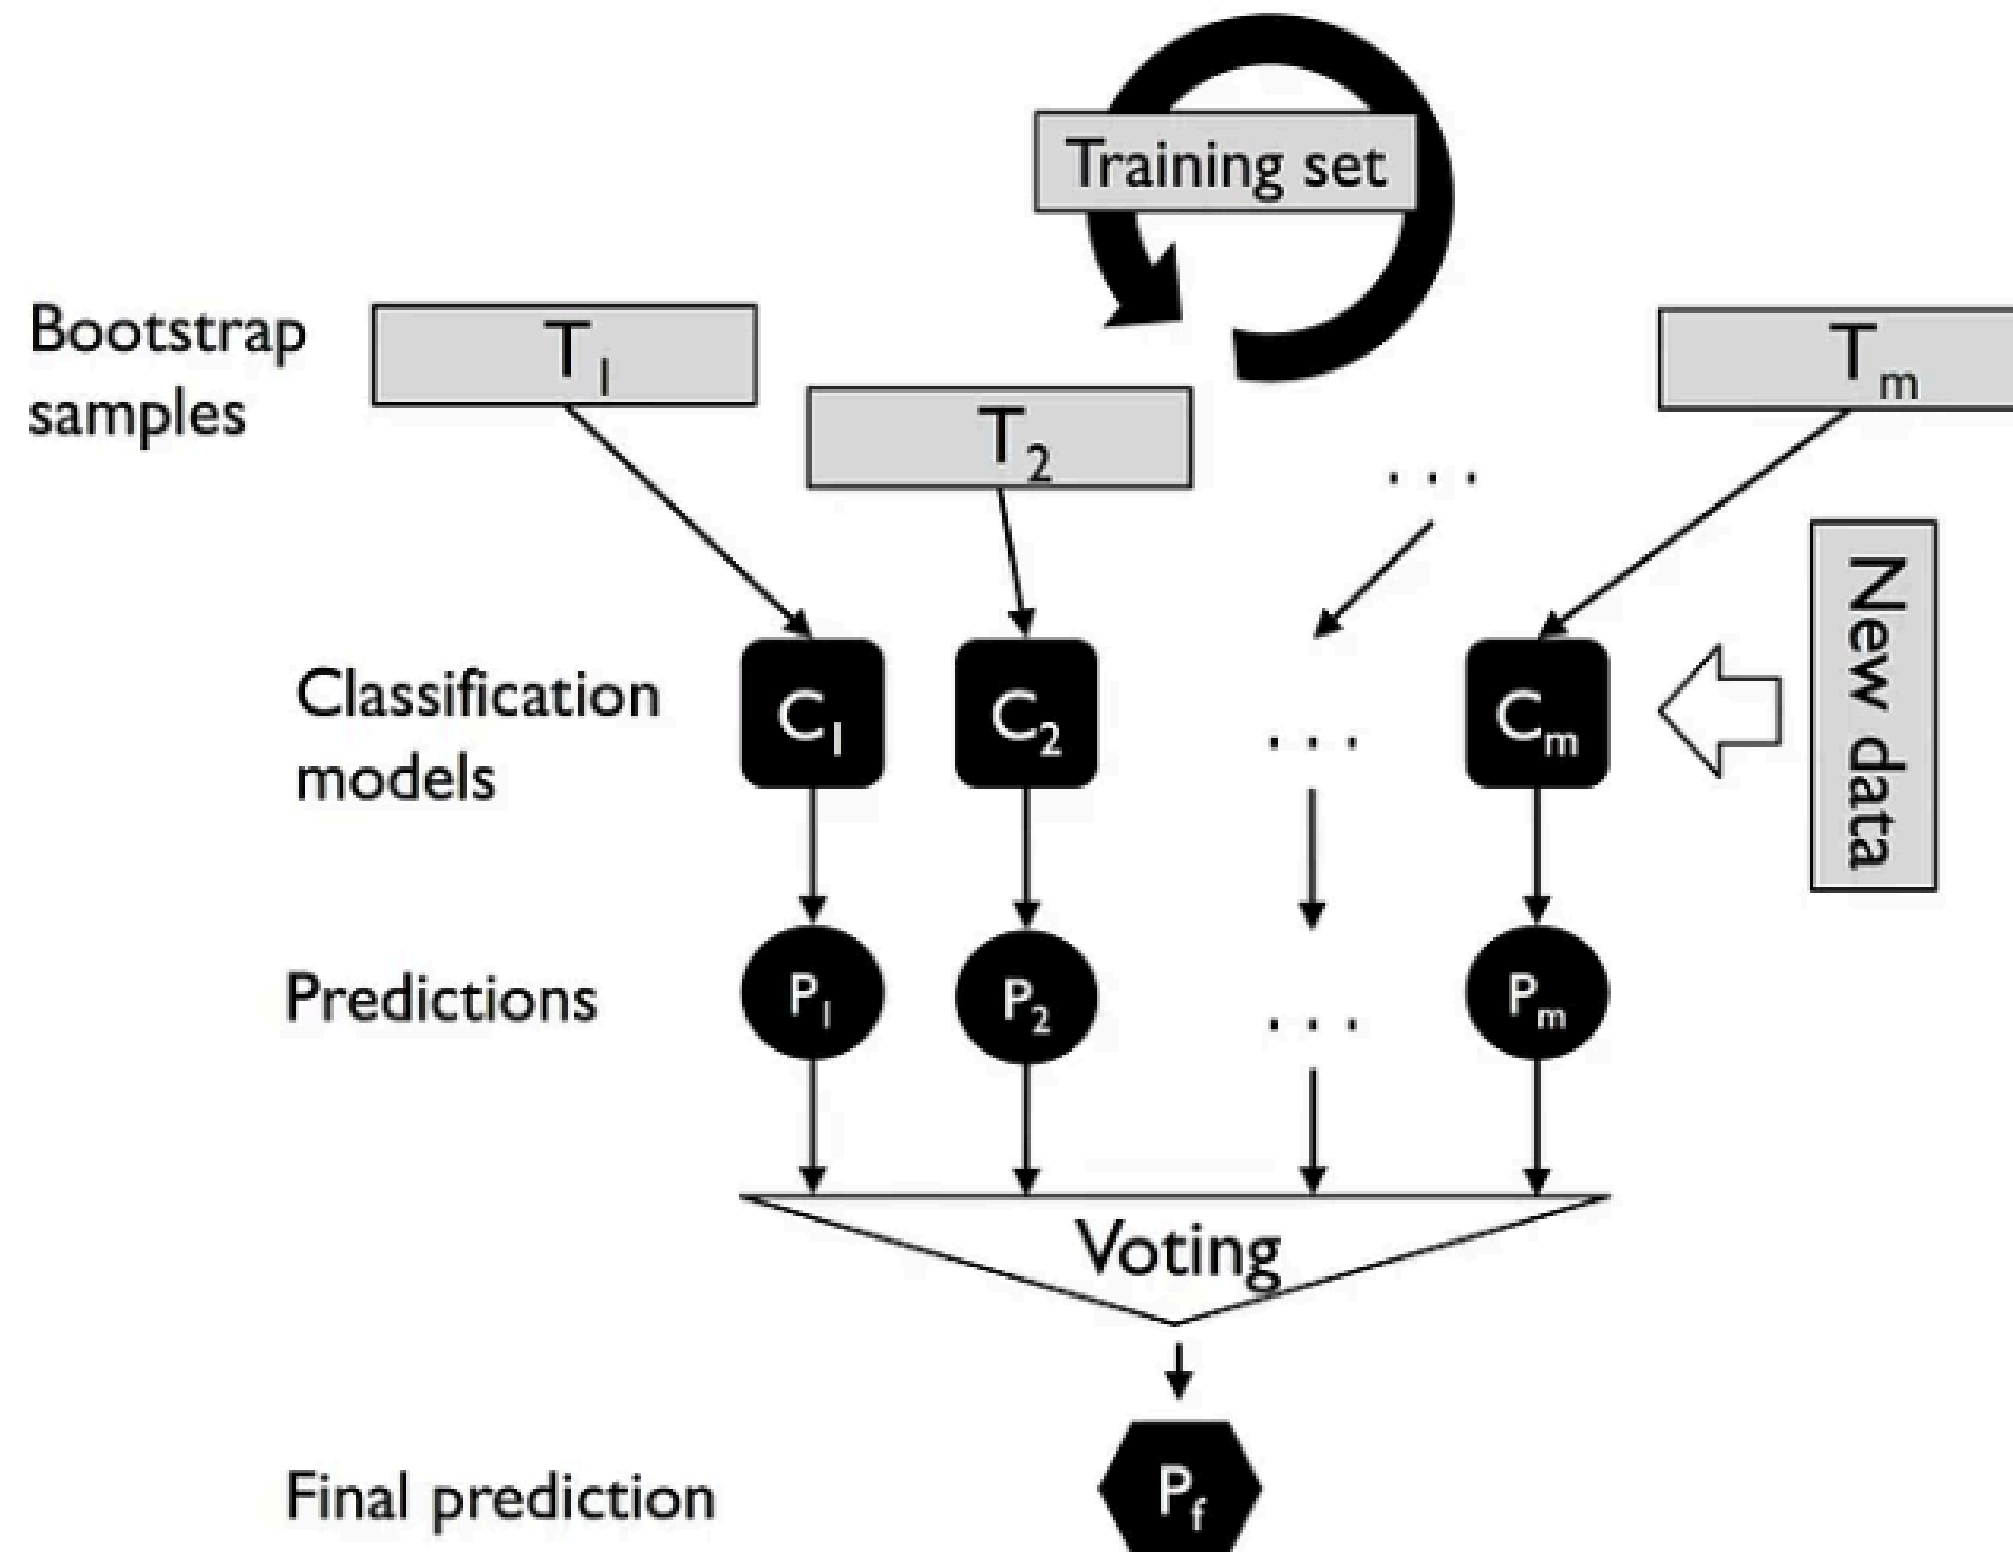 Training set
Bootstrap
samples
T1
T2
...
Tm
New data
Classification
models
C1
C2
...
Cm
Predictions
P1
P2
...
Pm
Voting
Final prediction
Pf